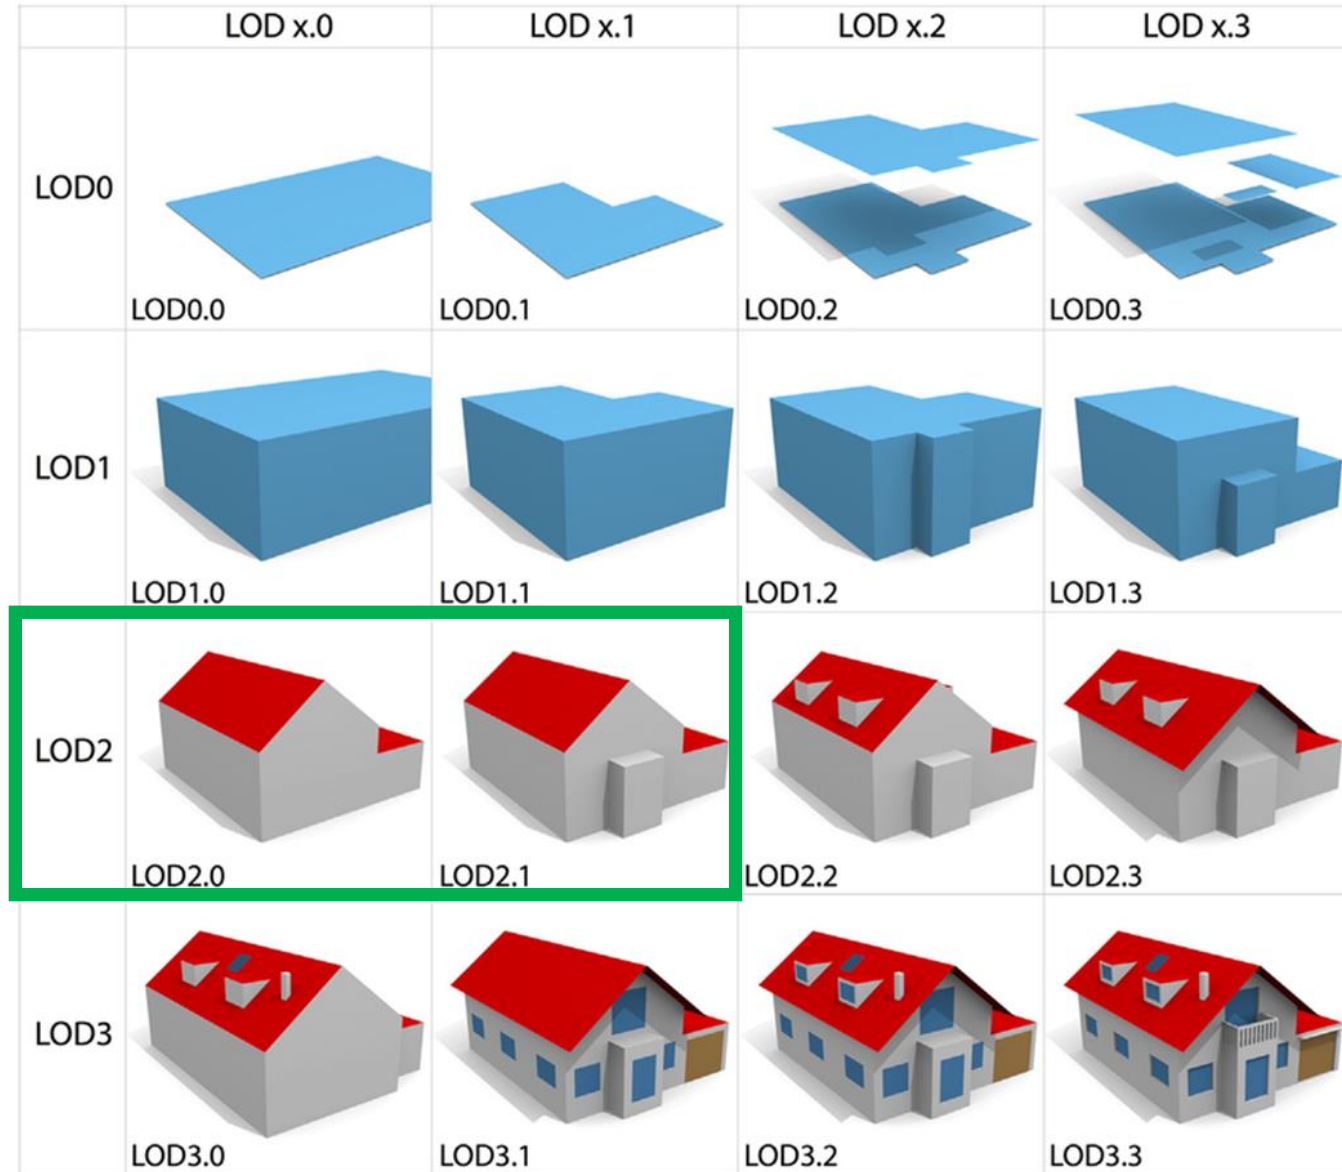 LOD x.0 LOD x.1 LOD x.2 LOD x.3
LOD0
LOD0.0 LOD0.1 LOD0.2 LOD0.3
LOD1
LOD1.0 LOD1.1 LOD1.2 LOD1.3
LOD2
LOD2.0 LOD2.1 LOD2.2 LOD2.3
LOD3
LOD3.0 LOD3.1 LOD3.2 LOD3.3